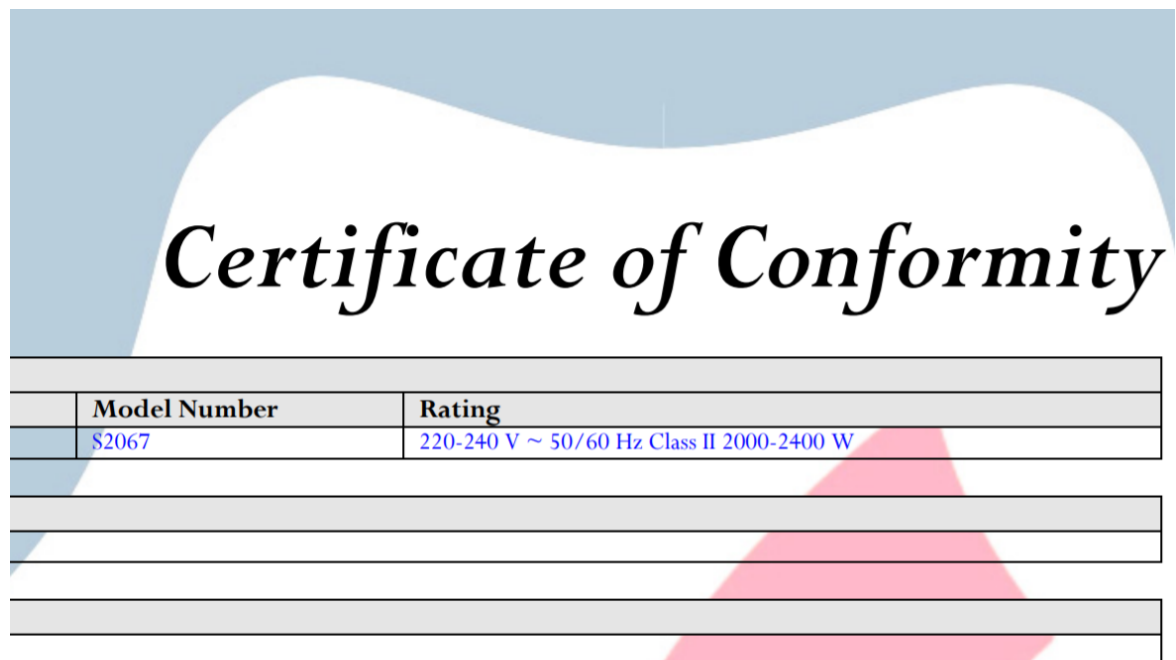 Certificate of Conformity
Model Number Rating
S2067 220-240 V ~ 50/60 Hz Class II 2000-2400 W